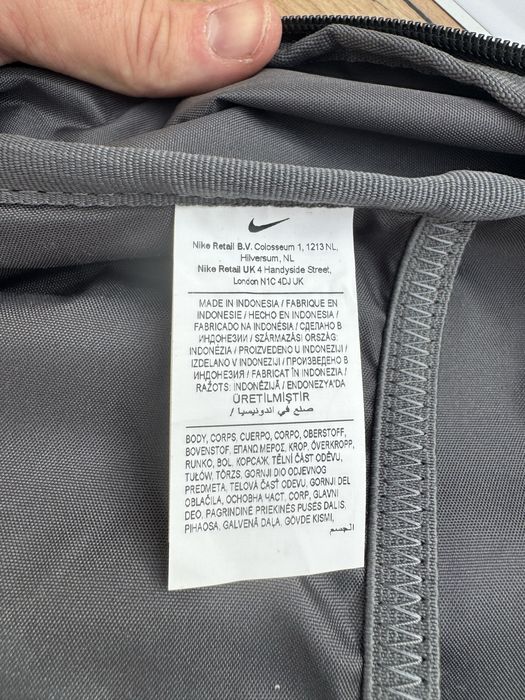 Nike Retail B.V. Colosseum 1, 1213 NL,
Hilversum, NL
Nike Retail UK 4 Handyside Street,
London N1C 4DJ UK
MADE IN INDONESIA / FABRIQUE EN
INDONESIE / HECHO EN INDONESIA /
FABRICADO NA INDONÉSIA / СДЕЛАНО В
ИНДОНЕЗИИ / SZÁRMAZÁSI ORSZÁG:
INDONÉZIA / PROIZVEDENO U INDONEZIJI /
IZDELANO V INDONEZIJI / ПРОИЗВЕДЕНО В
ИНДОНЕЗИЯ / FABRICAT ÎN INDONEZIA /
RAŽOTS: INDONĒZIJĀ / ENDONEZYA'DA
ÜRETİLMİŞTİR
صنع في اندونيسيا /
BODY, CORPS, CUERPO, CORPO, OBERSTOFF,
BOVENSTOF, ΕΠΑΝΩ ΜΕΡΟΣ, KROP, ÖVERKROPP,
RUNKO, BOL, КОРСАЖ, TĚLNÍ ČÁST ODĚVU,
TUŁÓW, TÖRZS, GORNJI DIO ODJEVNOG
PREDMETA, TELOVÁ ČASŤ ODEVU, GORNJI DEL
OBLAČILA, ОСНОВНА ЧАСТ, CORP, GLAVNI
DEO, PAGRINDINĖ PRIEKINĖS PUSĖS DALIS,
PIHAOSA, GALVENĀ DAĻA, GÖVDE KISMI,
الجسم